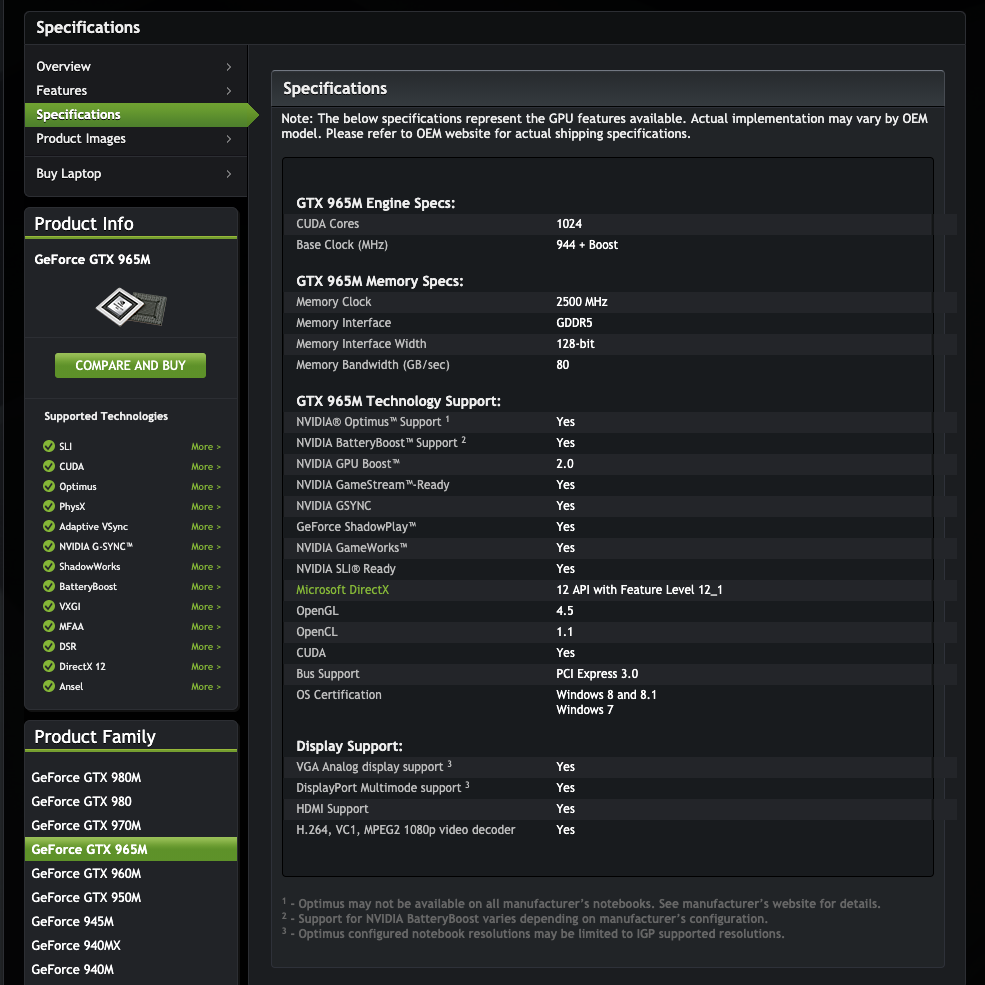 Specifications
Overview
Features
Specifications
Product Images
Buy Laptop
Product Info
GeForce GTX 965M
COMPARE AND BUY
Supported Technologies
SLI More >
CUDA More >
Optimus More >
PhysX More >
Adaptive VSync More >
NVIDIA G-SYNC™ More >
ShadowWorks More >
BatteryBoost More >
VXGI More >
MFAA More >
DSR More >
DirectX 12 More >
Ansel More >
Product Family
GeForce GTX 980M
GeForce GTX 980
GeForce GTX 970M
GeForce GTX 965M
GeForce GTX 960M
GeForce GTX 950M
GeForce 945M
GeForce 940MX
GeForce 940M
Specifications
Note: The below specifications represent the GPU features available. Actual implementation may vary by OEM
model. Please refer to OEM website for actual shipping specifications.
GTX 965M Engine Specs:
CUDA Cores 1024
Base Clock (MHz) 944 + Boost
GTX 965M Memory Specs:
Memory Clock 2500 MHz
Memory Interface GDDR5
Memory Interface Width 128-bit
Memory Bandwidth (GB/sec) 80
GTX 965M Technology Support:
NVIDIA® Optimus™ Support 1 Yes
NVIDIA BatteryBoost™ Support 2 Yes
NVIDIA GPU Boost™ 2.0
NVIDIA GameStream™-Ready Yes
NVIDIA GSYNC Yes
GeForce ShadowPlay™ Yes
NVIDIA GameWorks™ Yes
NVIDIA SLI® Ready Yes
Microsoft DirectX 12 API with Feature Level 12_1
OpenGL 4.5
OpenCL 1.1
CUDA Yes
Bus Support PCI Express 3.0
OS Certification Windows 8 and 8.1
Windows 7
Display Support:
VGA Analog display support 3 Yes
DisplayPort Multimode support 3 Yes
HDMI Support Yes
H.264, VC1, MPEG2 1080p video decoder Yes
1 - Optimus may not be available on all manufacturer's notebooks. See manufacturer's website for details.
2 - Support for NVIDIA BatteryBoost varies depending on manufacturer's configuration.
3 - Optimus configured notebook resolutions may be limited to IGP supported resolutions.